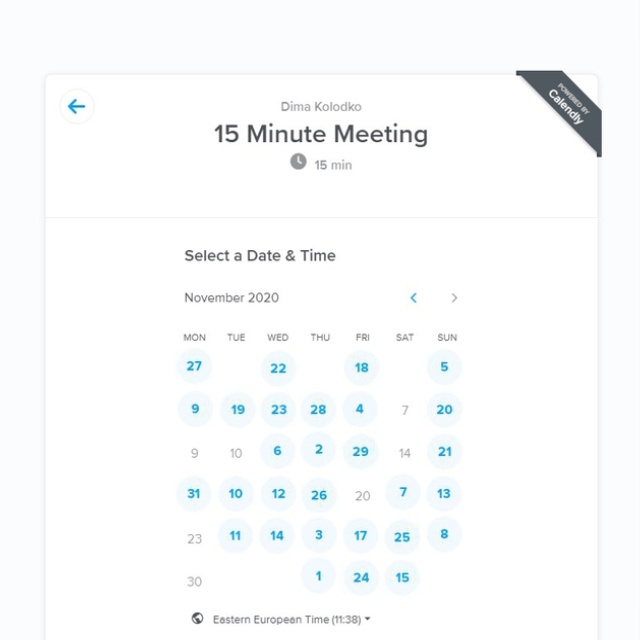 Dima Kolodko
15 Minute Meeting
15 min
POWERED BY
Calendly
Select a Date & Time
November 2020
MON TUE WED THU FRI SAT SUN
27 22 18 5
9 19 23 28 4 7 20
9 10 6 2 29 14 21
31 10 12 26 20 7 13
23 11 14 3 17 25 8
30 1 24 15
Eastern European Time (11:38)